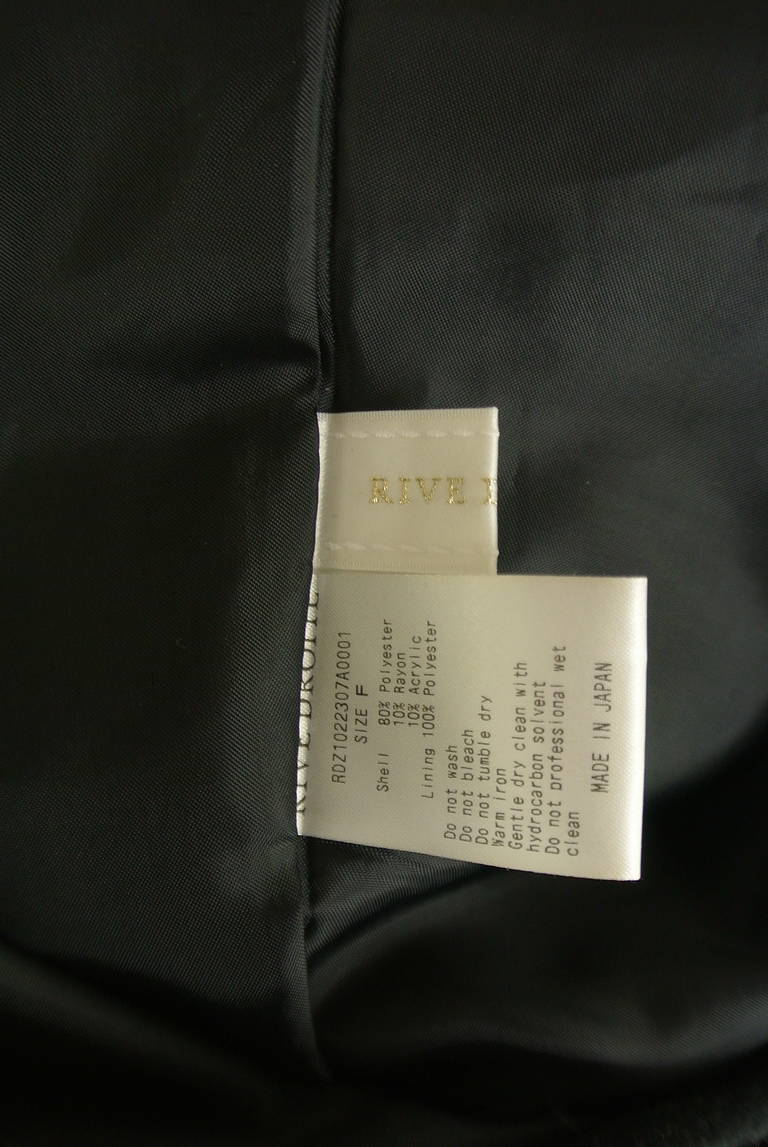 RIVE
RIVE DROITE
RDZ1022307A0001
SIZE F
Shell 80% Polyester
10% Rayon
10% Acrylic
Lining 100% Polyester
Do not wash
Do not bleach
Do not tumble dry
Warm iron
Gentle dry clean with
hydrocarbon solvent
Do not professional wet
clean
MADE IN JAPAN